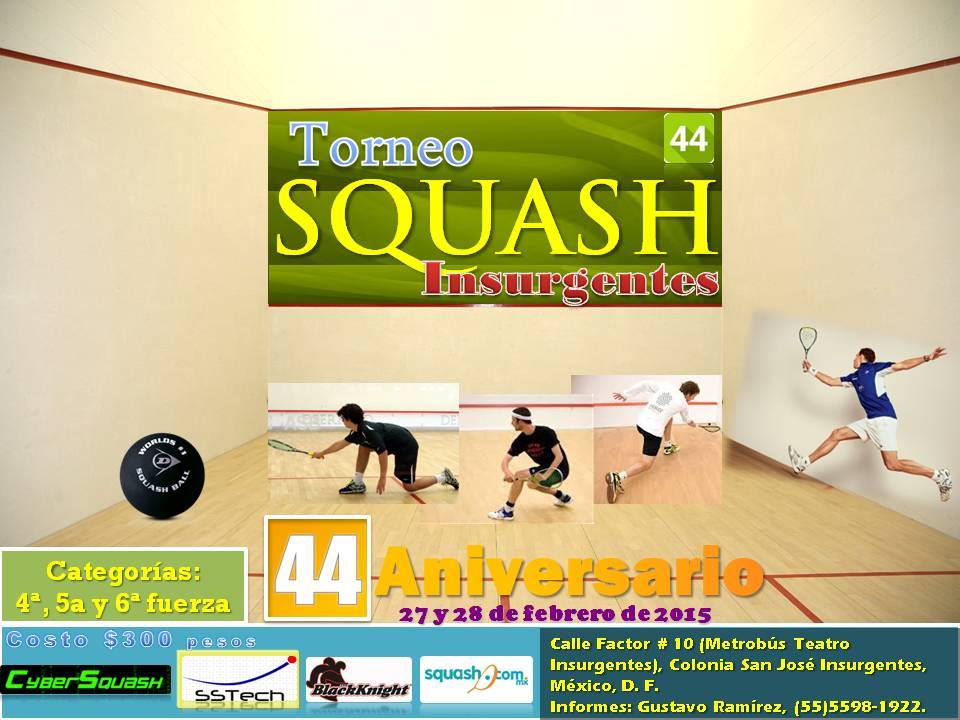 Torneo
44
SQUASH
Insurgentes
WORLDS #1
D
SQUASH BALL
44 Aniversario
27 y 28 de febrero de 2015
Categorías:
4ª, 5a y 6ª fuerza
Costo $300 pesos
CyberSquash
SSTech
BlackKnight
squash.com.mx
Calle Factor # 10 (Metrobús Teatro
Insurgentes), Colonia San José Insurgentes,
México, D. F.
Informes: Gustavo Ramírez, (55)5598-1922.